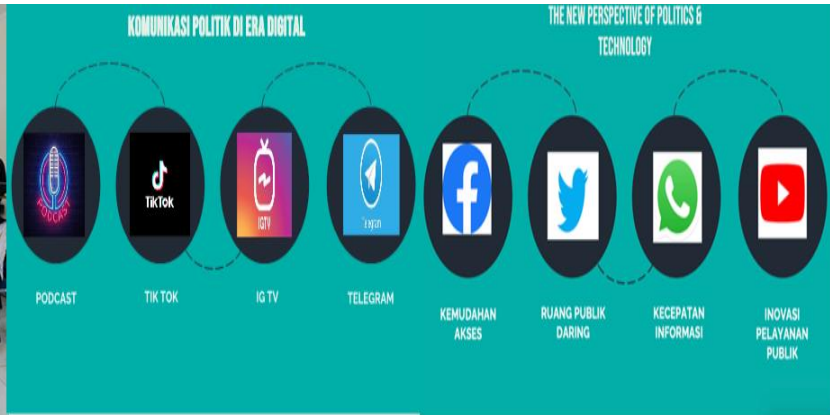 KOMUNIKASI POLITIK DI ERA DIGITAL
PODCAST
TikTok
IGTV
Telegram
PODCAST
TIK TOK
IG TV
TELEGRAM
THE NEW PERSPECTIVE OF POLITICS &
TECHNOLOGY
KEMUDAHAN
AKSES
RUANG PUBLIK
DARING
KECEPATAN
INFORMASI
INOVASI
PELAYANAN
PUBLIK